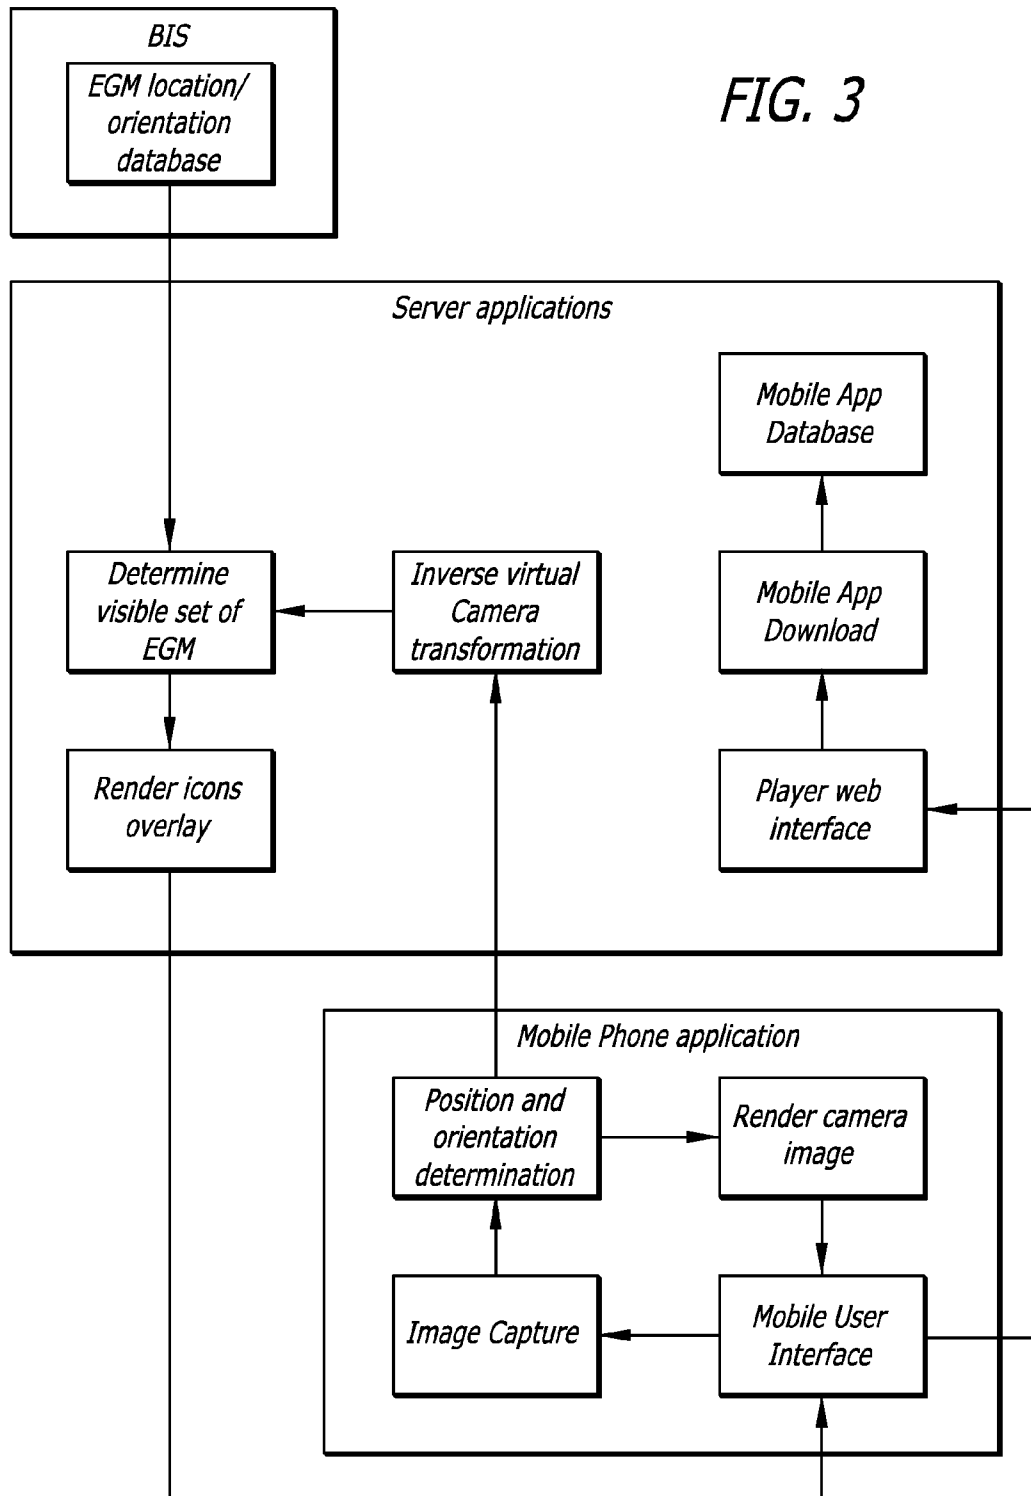 BIS
EGM location/
orientation
database
FIG. 3
Server applications
Mobile App
Database
Determine
visible set of
EGM
Inverse virtual
Camera
transformation
Mobile App
Download
Render icons
overlay
Player web
interface
Mobile Phone application
Position and
orientation
determination
Render camera
image
Image Capture
Mobile User
Interface